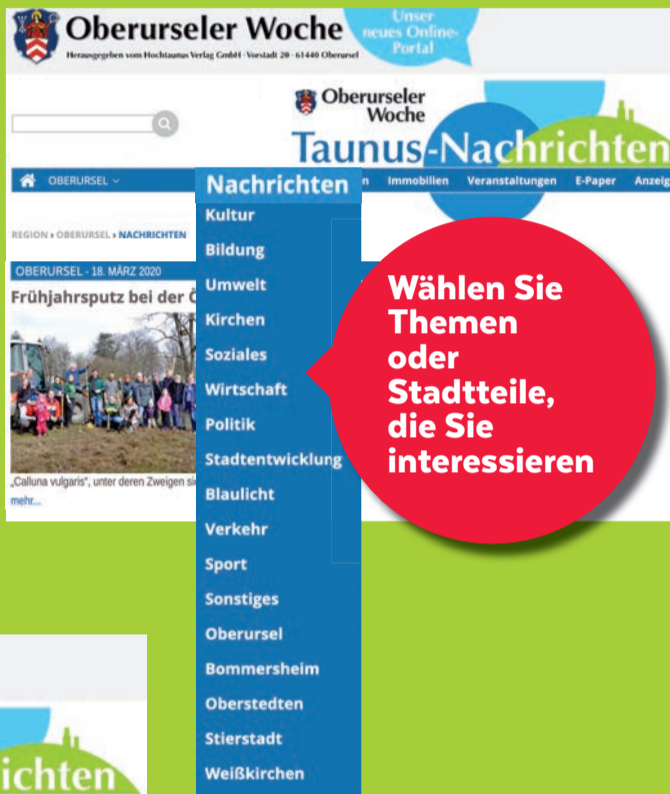 Oberurseler Woche
Herausgegeben vom Hochtaunus Verlag GmbH · Vorstadt 20 · 61440 Oberursel
Unser
neues Online-
Portal
Oberurseler
Woche
Taunus-Nachrichten
OBERURSEL
Nachrichten
n Immobilien Veranstaltungen E-Paper Anzeig
REGION › OBERURSEL › NACHRICHTEN
OBERURSEL - 18. MÄRZ 2020
Frühjahrsputz bei der Ö
„Calluna vulgaris“, unter deren Zweigen si
mehr...
Kultur
Bildung
Umwelt
Kirchen
Soziales
Wirtschaft
Politik
Stadtentwicklung
Blaulicht
Verkehr
Sport
Sonstiges
Oberursel
Bommersheim
Oberstedten
Stierstadt
Weißkirchen
Wählen Sie
Themen
oder
Stadtteile,
die Sie
interessieren
ichten